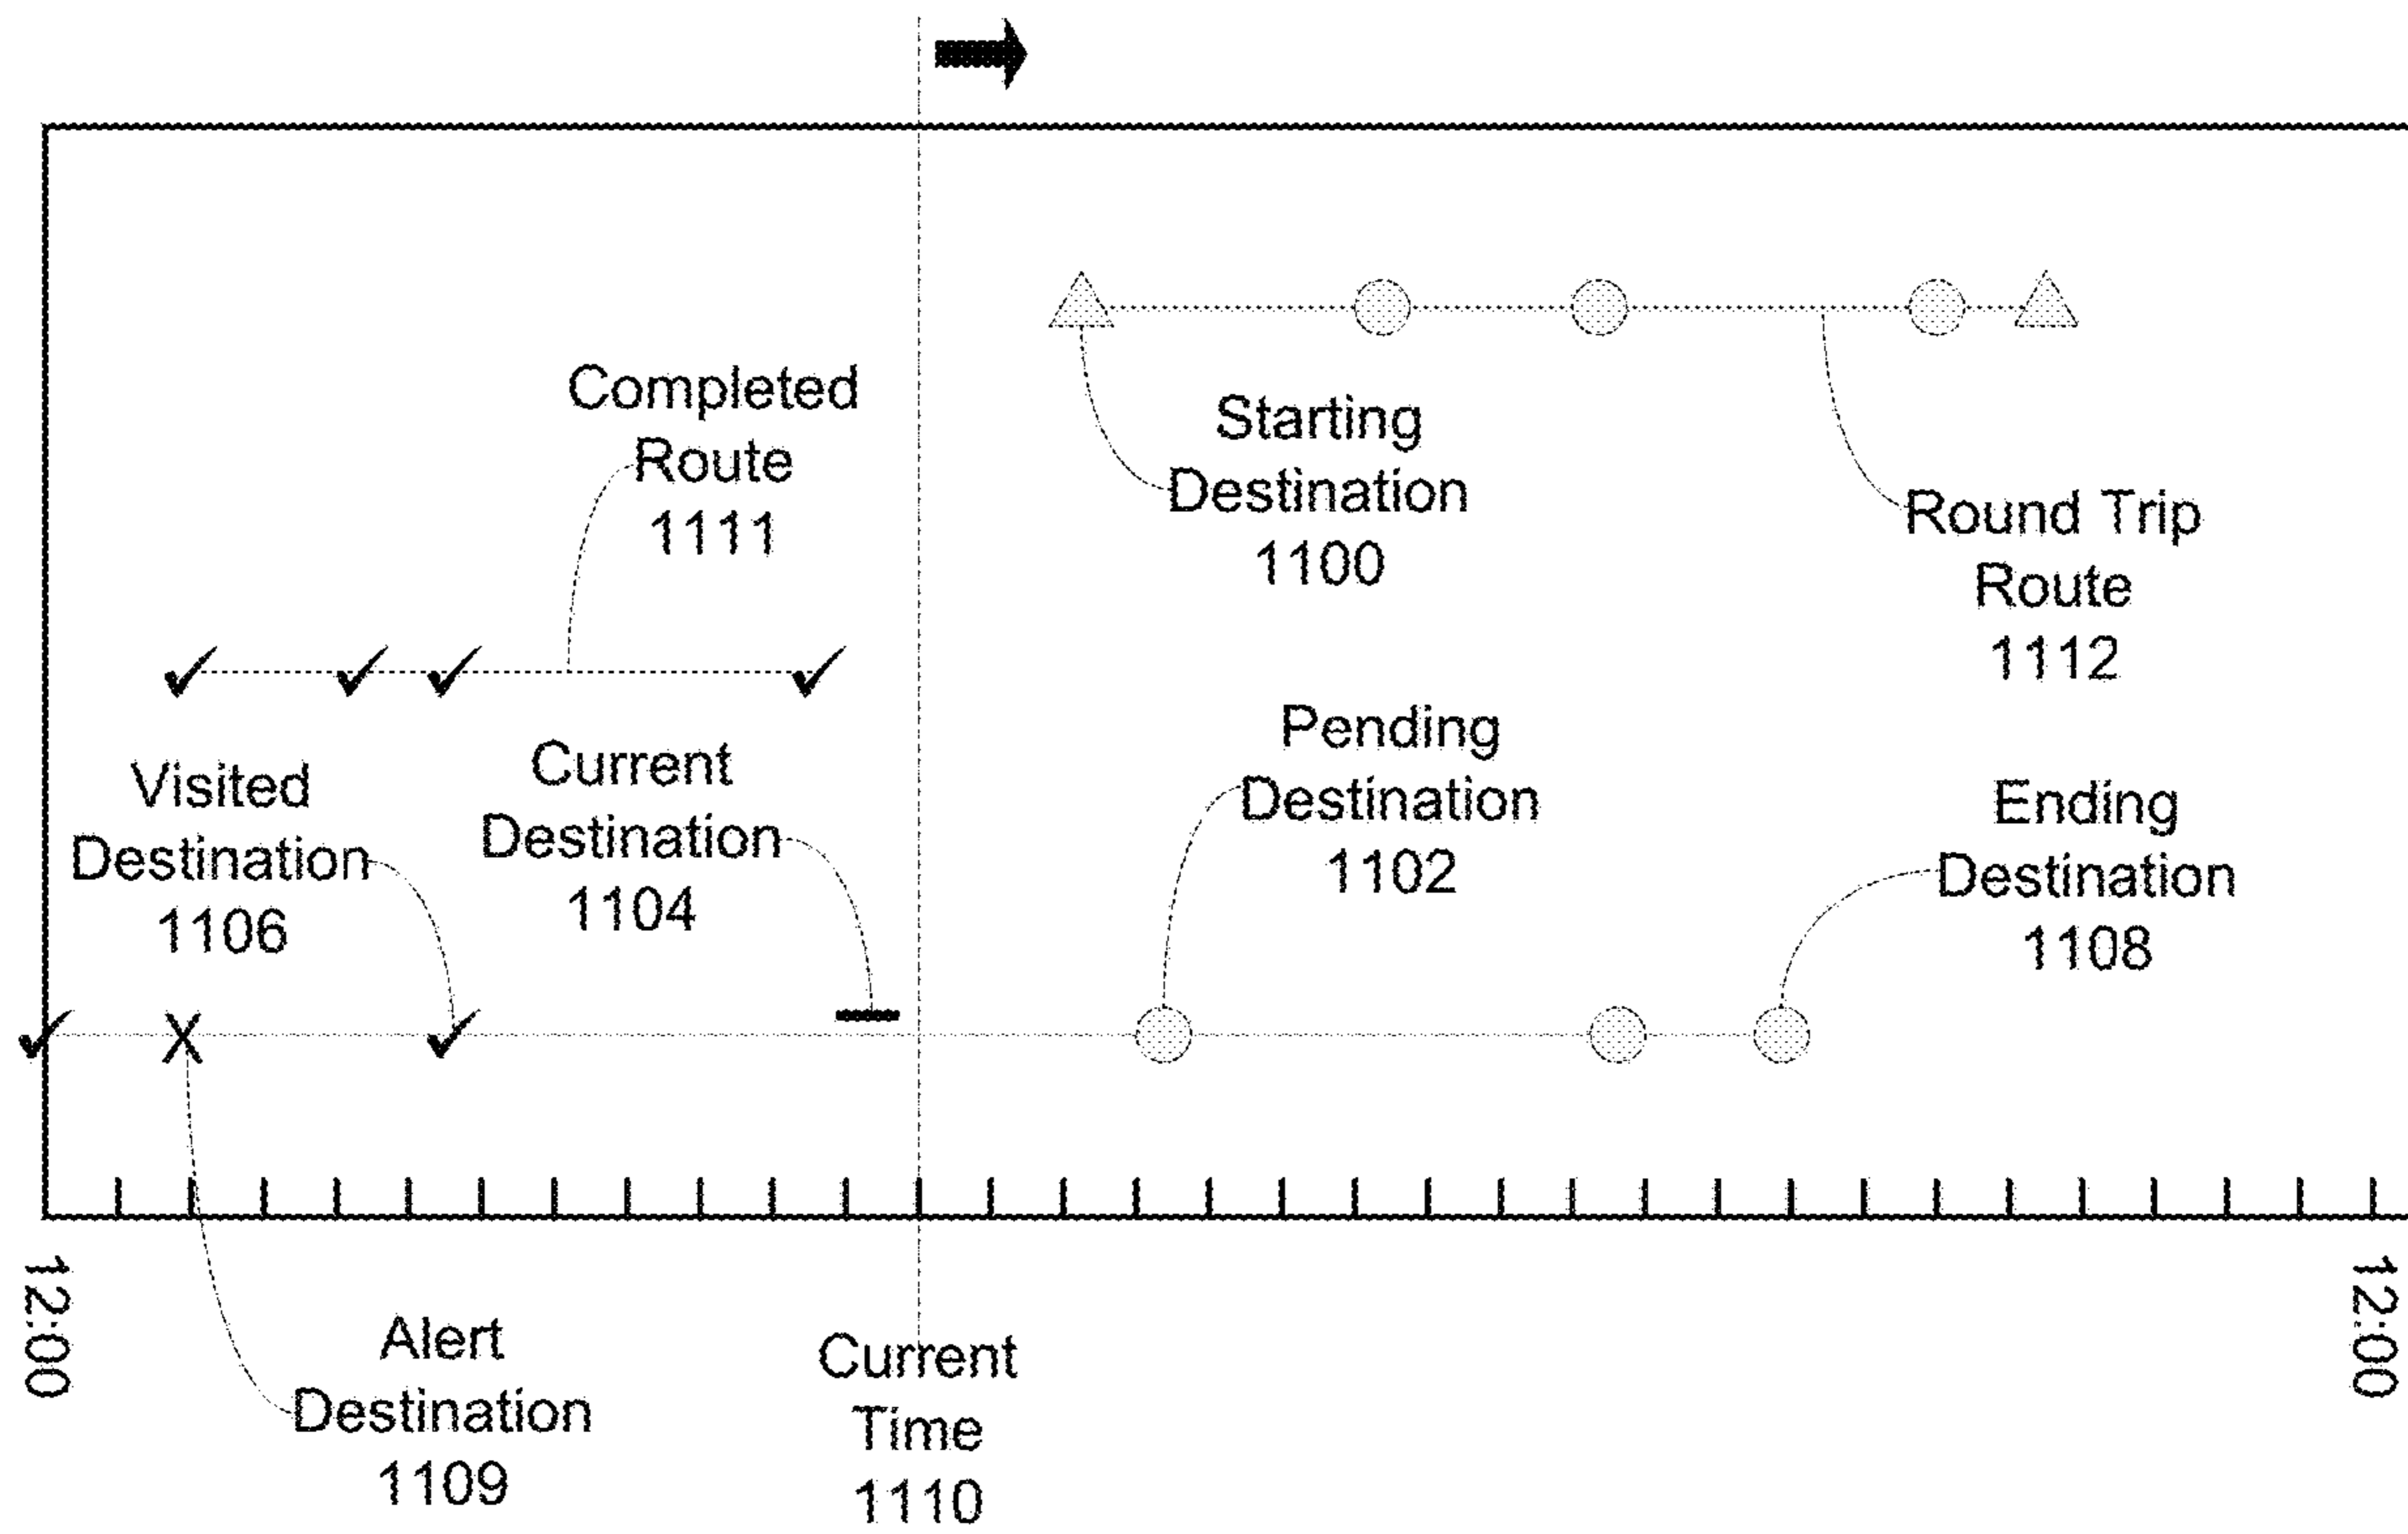 Completed
Route
1111
Starting
Destination
1100
Round Trip
Route
1112
Visited
Destination
1106
Current
Destination
1104
Pending
Destination
1102
Ending
Destination
1108
12:00
12:00
Alert
Destination
1109
Current
Time
1110